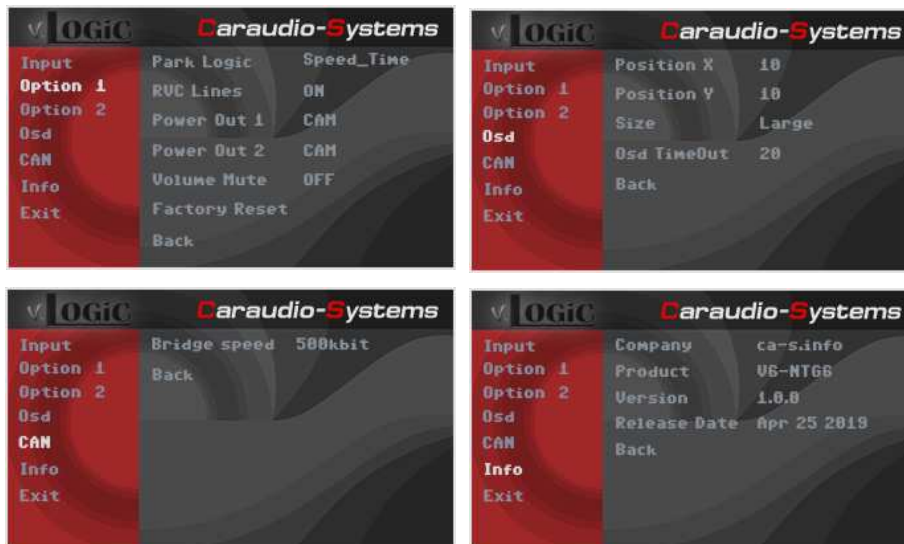 v.LOGiC Caraudio-Systems
Input
Option 1
Option 2
Osd
CAN
Info
Exit
Park Logic Speed_Time
RVC Lines ON
Power Out 1 CAM
Power Out 2 CAM
Volume Mute OFF
Factory Reset
Back
v.LOGiC Caraudio-Systems
Input
Option 1
Option 2
Osd
CAN
Info
Exit
Position X 10
Position Y 10
Size Large
Osd TimeOut 20
Back
v.LOGiC Caraudio-Systems
Input
Option 1
Option 2
Osd
CAN
Info
Exit
Bridge speed 500kbit
Back
v.LOGiC Caraudio-Systems
Input
Option 1
Option 2
Osd
CAN
Info
Exit
Company ca-s.info
Product V6-NTG6
Version 1.0.0
Release Date Apr 25 2019
Back